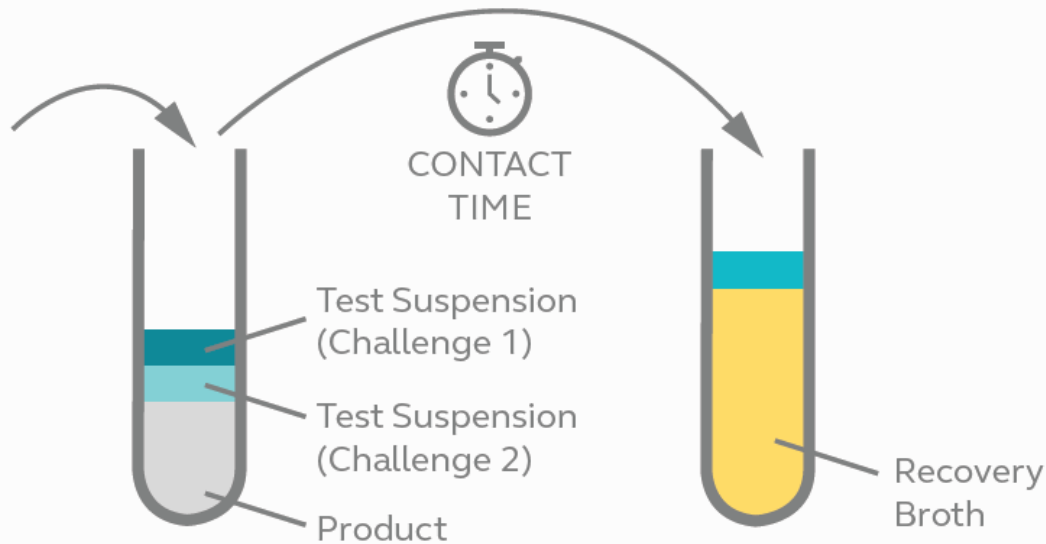 CONTACT
TIME
Test Suspension
(Challenge 1)
Test Suspension
(Challenge 2)
Product
Recovery
Broth